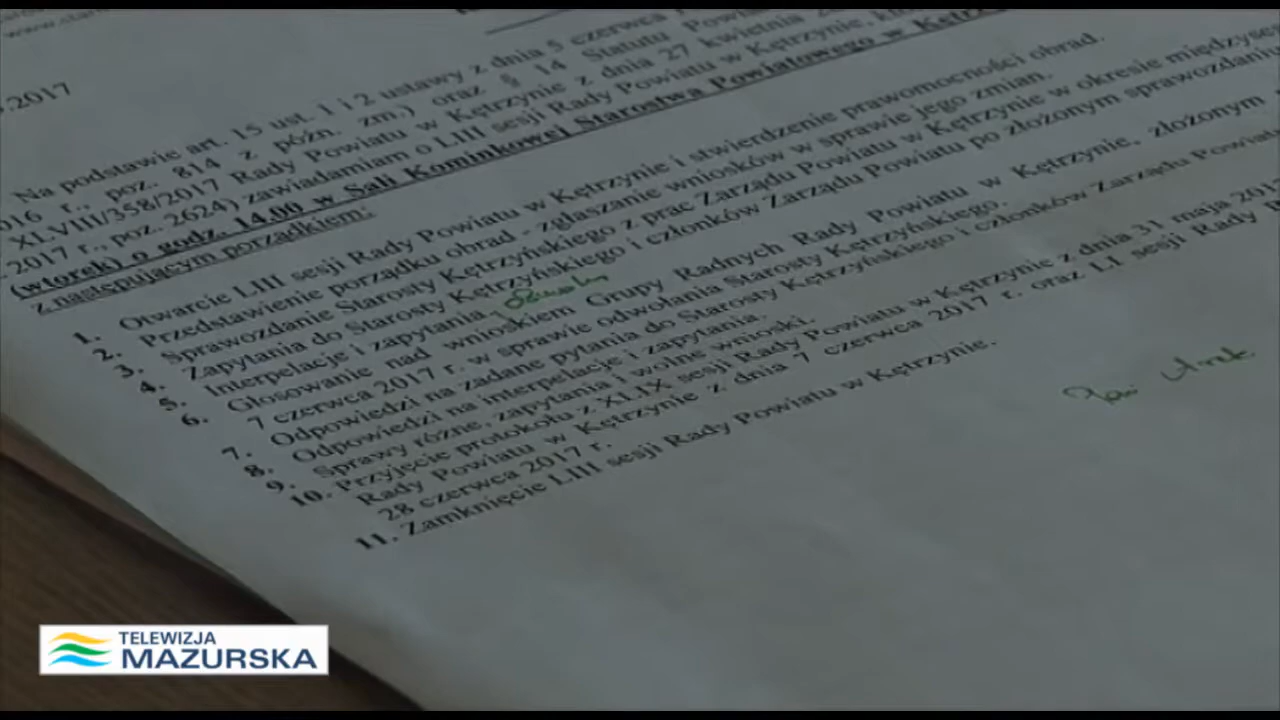 /2017
Na podstawie art. 15 ust. 1 i 2 ustawy z dnia 5 czerwca
2016 r., poz. 814 z późn. zm.) oraz § 14 Statutu Powia
XLVIII/358/2017 Rady Powiatu w Kętrzynie z dnia 27 kwietnia
2017 r., poz. 2624) zawiadamiam o LIII sesji Rady Powiatu w Kętrzynie,
(wtorek) o godz. 14.00 w Sali Kominkowej Starostwa Powiatowego w
z następującym porządkiem:
1. Otwarcie LIII sesji Rady Powiatu w Kętrzynie i stwierdzenie prawomocności obrad.
2. Przedstawienie porządku obrad - zgłaszanie wniosków w sprawie jego zmian.
3. Sprawozdanie Starosty Kętrzyńskiego z prac Zarządu Powiatu w Kętrzynie w okresie
4. Zapytania do Starosty Kętrzyńskiego i członków Zarządu Powiatu po złożonym
5. Interpelacje i zapytania.
6. Głosowanie nad wnioskiem Grupy Radnych Rady Powiatu w Kętrzynie, złożonym
7 czerwca 2017 r. w sprawie odwołania Starosty Kętrzyńskiego.
7. Odpowiedzi na zadane pytania do Starosty Kętrzyńskiego i członków Zarządu
8. Odpowiedzi na interpelacje i zapytania.
9. Sprawy różne, zapytania i wolne wnioski.
10. Przyjęcie protokołu z XLIX sesji Rady Powiatu w Kętrzynie z dnia 31 maja
Rady Powiatu w Kętrzynie z dnia 7 czerwca 2017 r. oraz LI sesji Rady
28 czerwca 2017 r.
11. Zamknięcie LIII sesji Rady Powiatu w Kętrzynie.
TELEWIZJA
MAZURSKA